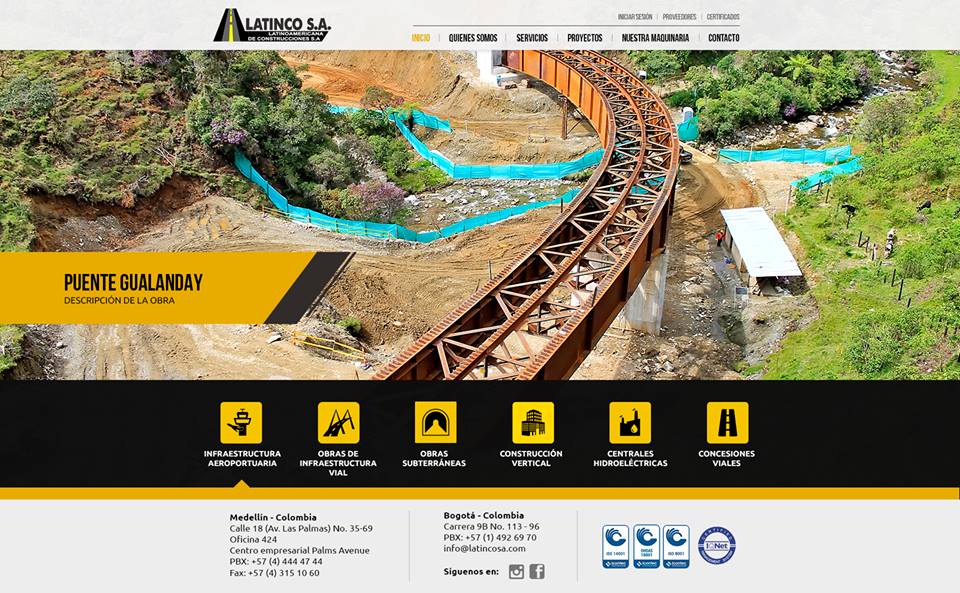 LATINCO S.A.
LATINOAMERICANA
DE CONSTRUCCIONES S.A
INICIAR SESIÓN | PROVEEDORES | CERTIFICADOS
INICIO | QUIENES SOMOS | SERVICIOS | PROYECTOS | NUESTRA MAQUINARIA | CONTACTO
PUENTE GUALANDAY
DESCRIPCIÓN DE LA OBRA
INFRAESTRUCTURA
AEROPORTUARIA
OBRAS DE
INFRAESTRUCTURA
VIAL
OBRAS
SUBTERRÁNEAS
CONSTRUCCIÓN
VERTICAL
CENTRALES
HIDROELÉCTRICAS
CONCESIONES
VIALES
Medellín - Colombia
Calle 18 (Av. Las Palmas) No. 35-69
Oficina 424
Centro empresarial Palms Avenue
PBX: +57 (4) 444 47 44
Fax: +57 (4) 315 10 60
Bogotá - Colombia
Carrera 9B No. 113 - 96
PBX: +57 (1) 492 69 70
info@latincosa.com
Síguenos en:
ISO 14001
icontec
OHSAS
18001
icontec
ISO 9001
icontec
CERTIFIED
IQNet